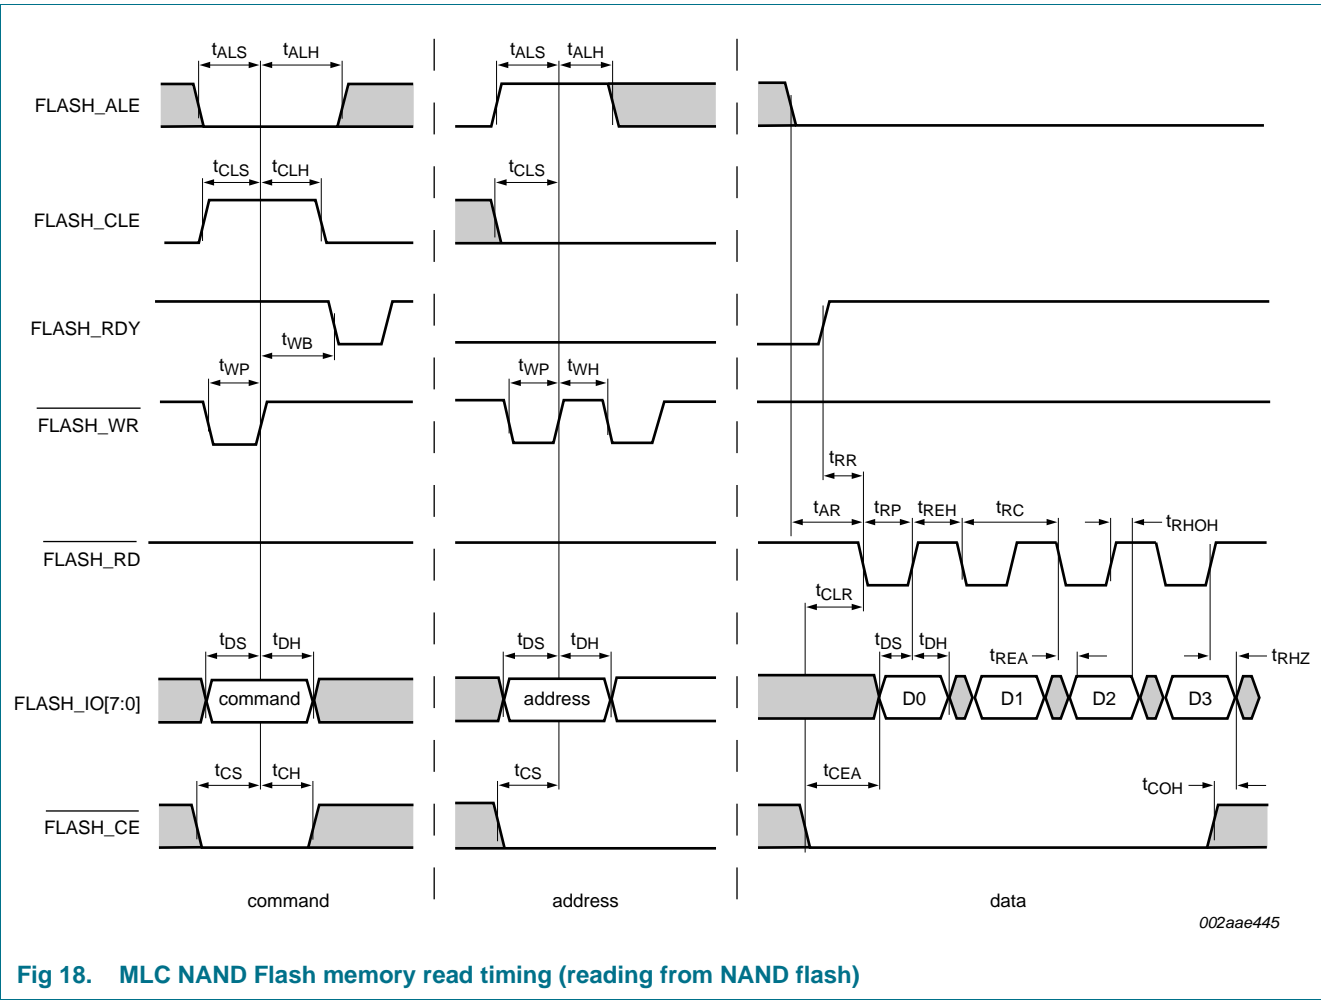 tALS tALH tALS tALH
FLASH_ALE
tCLS tCLH tCLS
FLASH_CLE
FLASH_RDY
tWB
tWP tWP tWH
FLASH_WR
tRR
tAR tRP tREH tRC tRHOH
FLASH_RD
tCLR
tDS tDH tDS tDH tDS tDH tREA tRHZ
FLASH_IO[7:0] command address D0 D1 D2 D3
tCS tCH tCS tCEA tCOH
FLASH_CE
command address data
002aae445
Fig 18. MLC NAND Flash memory read timing (reading from NAND flash)